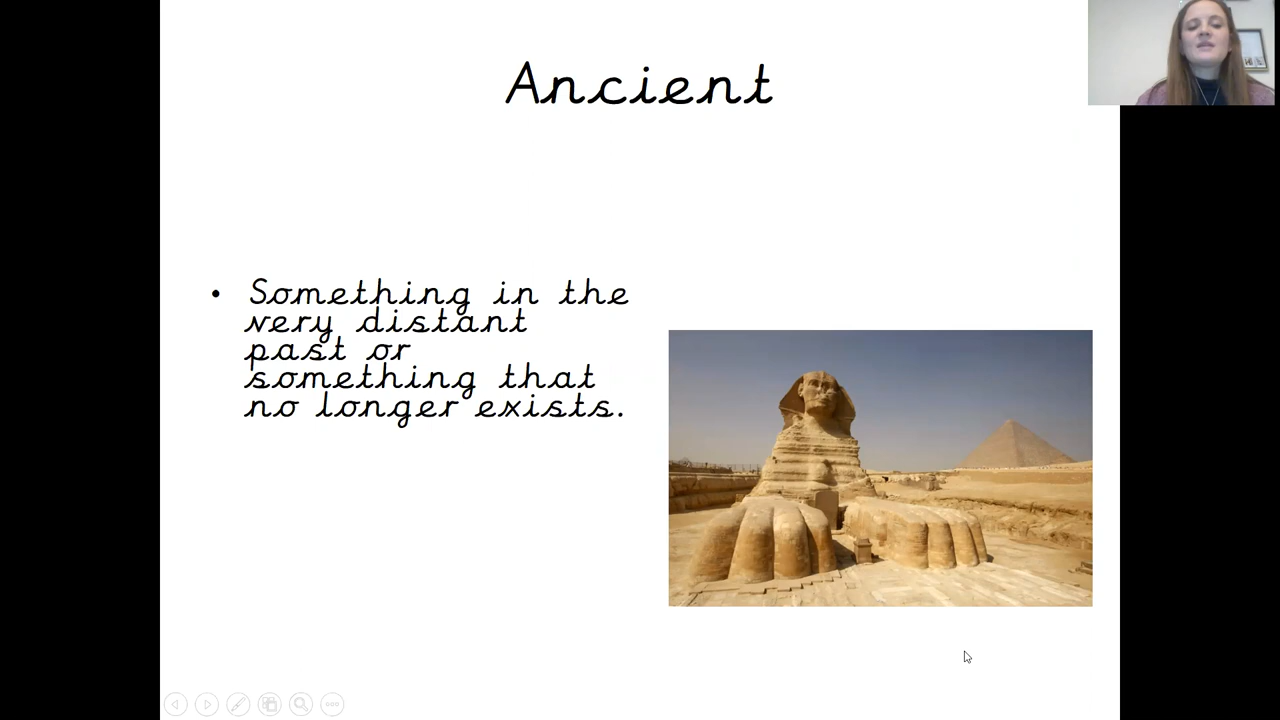 Ancient
• Something in the
very distant
past or
something that
no longer exists.